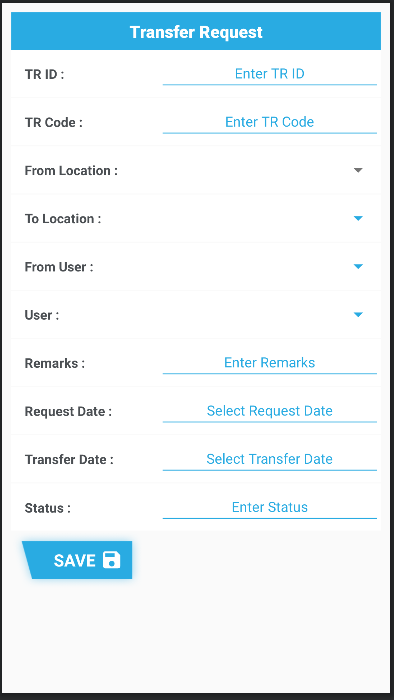 Transfer Request
TR ID : Enter TR ID
TR Code : Enter TR Code
From Location :
To Location :
From User :
User :
Remarks : Enter Remarks
Request Date : Select Request Date
Transfer Date : Select Transfer Date
Status : Enter Status
SAVE